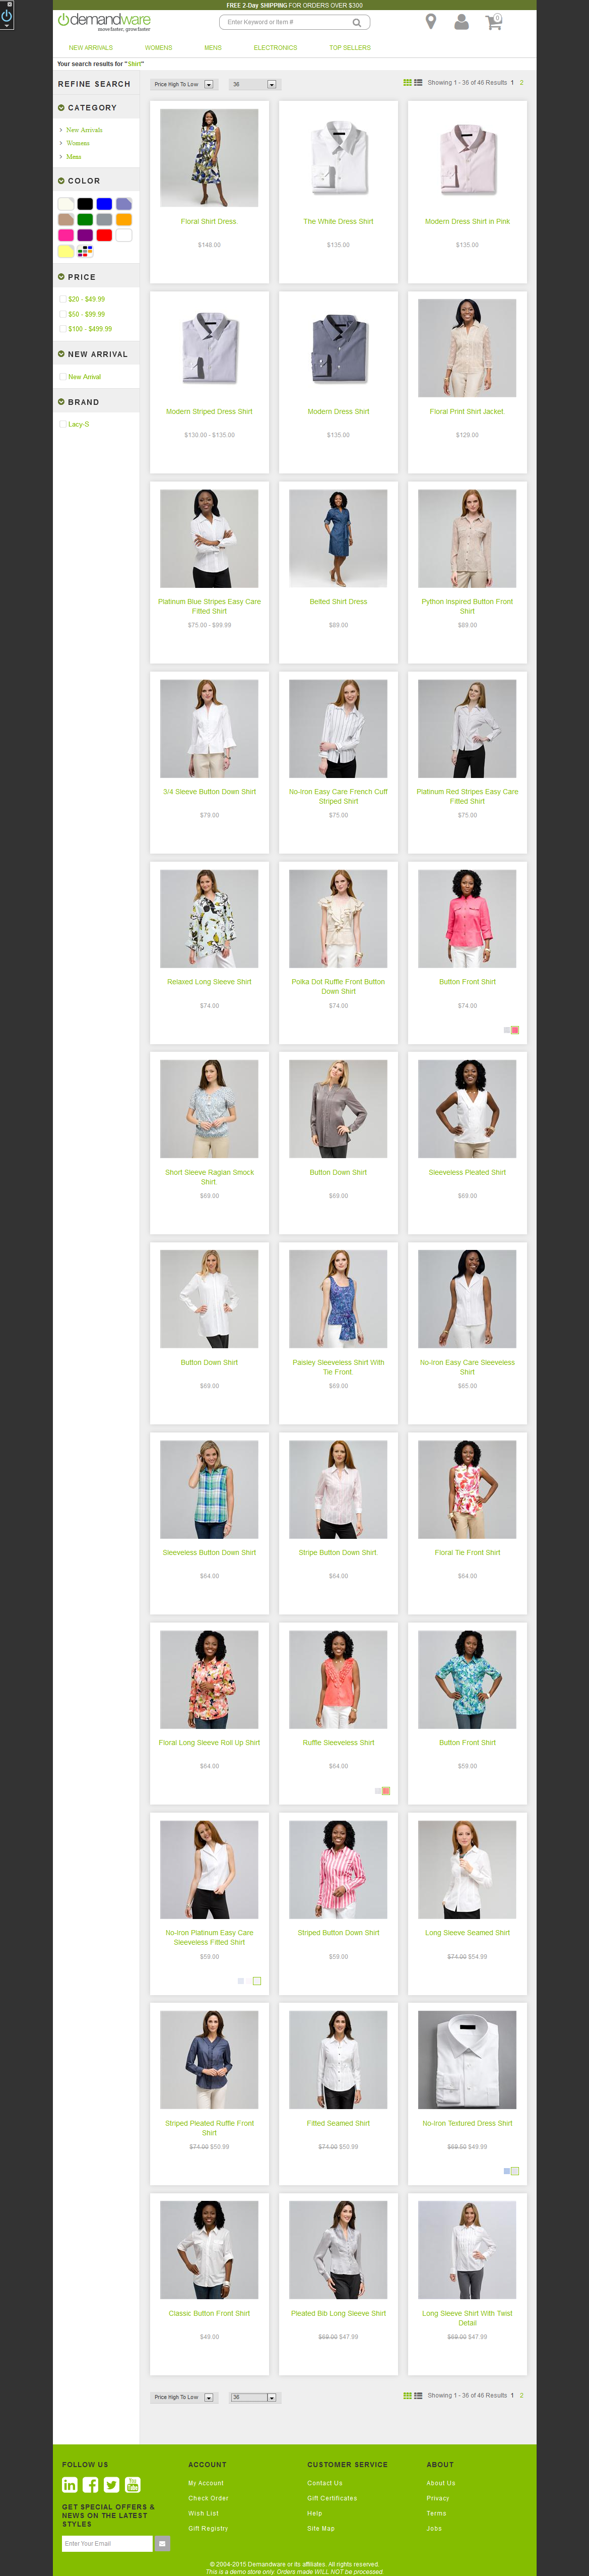 FREE 2-Day SHIPPING FOR ORDERS OVER $300
demandware
move faster, grow faster
Enter Keyword or Item #
0
NEW ARRIVALS WOMENS MENS ELECTRONICS TOP SELLERS
Your search results for "Shirt"
REFINE SEARCH
CATEGORY
New Arrivals
Womens
Mens
COLOR
PRICE
$20 - $49.99
$50 - $99.99
$100 - $499.99
NEW ARRIVAL
New Arrival
BRAND
Lacy-S
Price High To Low 36 Showing 1 - 36 of 46 Results 1 2
Floral Shirt Dress
$148.00
The White Dress Shirt
$135.00
Modern Dress Shirt in Pink
$135.00
Modern Striped Dress Shirt
$130.00 - $135.00
Modern Dress Shirt
$135.00
Floral Print Shirt Jacket
$129.00
Platinum Blue Stripes Easy Care
Fitted Shirt
$75.00 - $99.99
Belted Shirt Dress
$89.00
Python Inspired Button Front
Shirt
$89.00
3/4 Sleeve Button Down Shirt
$79.00
No-Iron Easy Care French Cuff
Striped Shirt
$75.00
Platinum Red Stripes Easy Care
Fitted Shirt
$75.00
Relaxed Long Sleeve Shirt
$74.00
Polka Dot Ruffle Front Button
Down Shirt
$74.00
Button Front Shirt
$74.00
Short Sleeve Raglan Smock
Shirt
$69.00
Button Down Shirt
$69.00
Sleeveless Pleated Shirt
$69.00
Button Down Shirt
$69.00
Paisley Sleeveless Shirt With
Tie Front
$69.00
No-Iron Easy Care Sleeveless
Shirt
$65.00
Sleeveless Button Down Shirt
$64.00
Stripe Button Down Shirt
$64.00
Floral Tie Front Shirt
$64.00
Floral Long Sleeve Roll Up Shirt
$64.00
Ruffle Sleeveless Shirt
$64.00
Button Front Shirt
$59.00
No-Iron Platinum Easy Care
Sleeveless Fitted Shirt
$59.00
Striped Button Down Shirt
$59.00
Long Sleeve Seamed Shirt
$74.00 $54.99
Striped Pleated Ruffle Front
Shirt
$74.00 $50.99
Fitted Seamed Shirt
$74.00 $50.99
No-Iron Textured Dress Shirt
$69.50 $49.99
Classic Button Front Shirt
$49.00
Pleated Bib Long Sleeve Shirt
$69.00 $47.99
Long Sleeve Shirt With Twist
Detail
$69.00 $47.99
Price High To Low 36 Showing 1 - 36 of 46 Results 1 2
FOLLOW US
You
Tube
GET SPECIAL OFFERS &
NEWS ON THE LATEST
STYLES
Enter Your Email
ACCOUNT
My Account
Check Order
Wish List
Gift Registry
CUSTOMER SERVICE
Contact Us
Gift Certificates
Help
Site Map
ABOUT
About Us
Privacy
Terms
Jobs
© 2004-2015 Demandware or its affiliates. All rights reserved.
This is a demo store only. Orders made WILL NOT be processed.